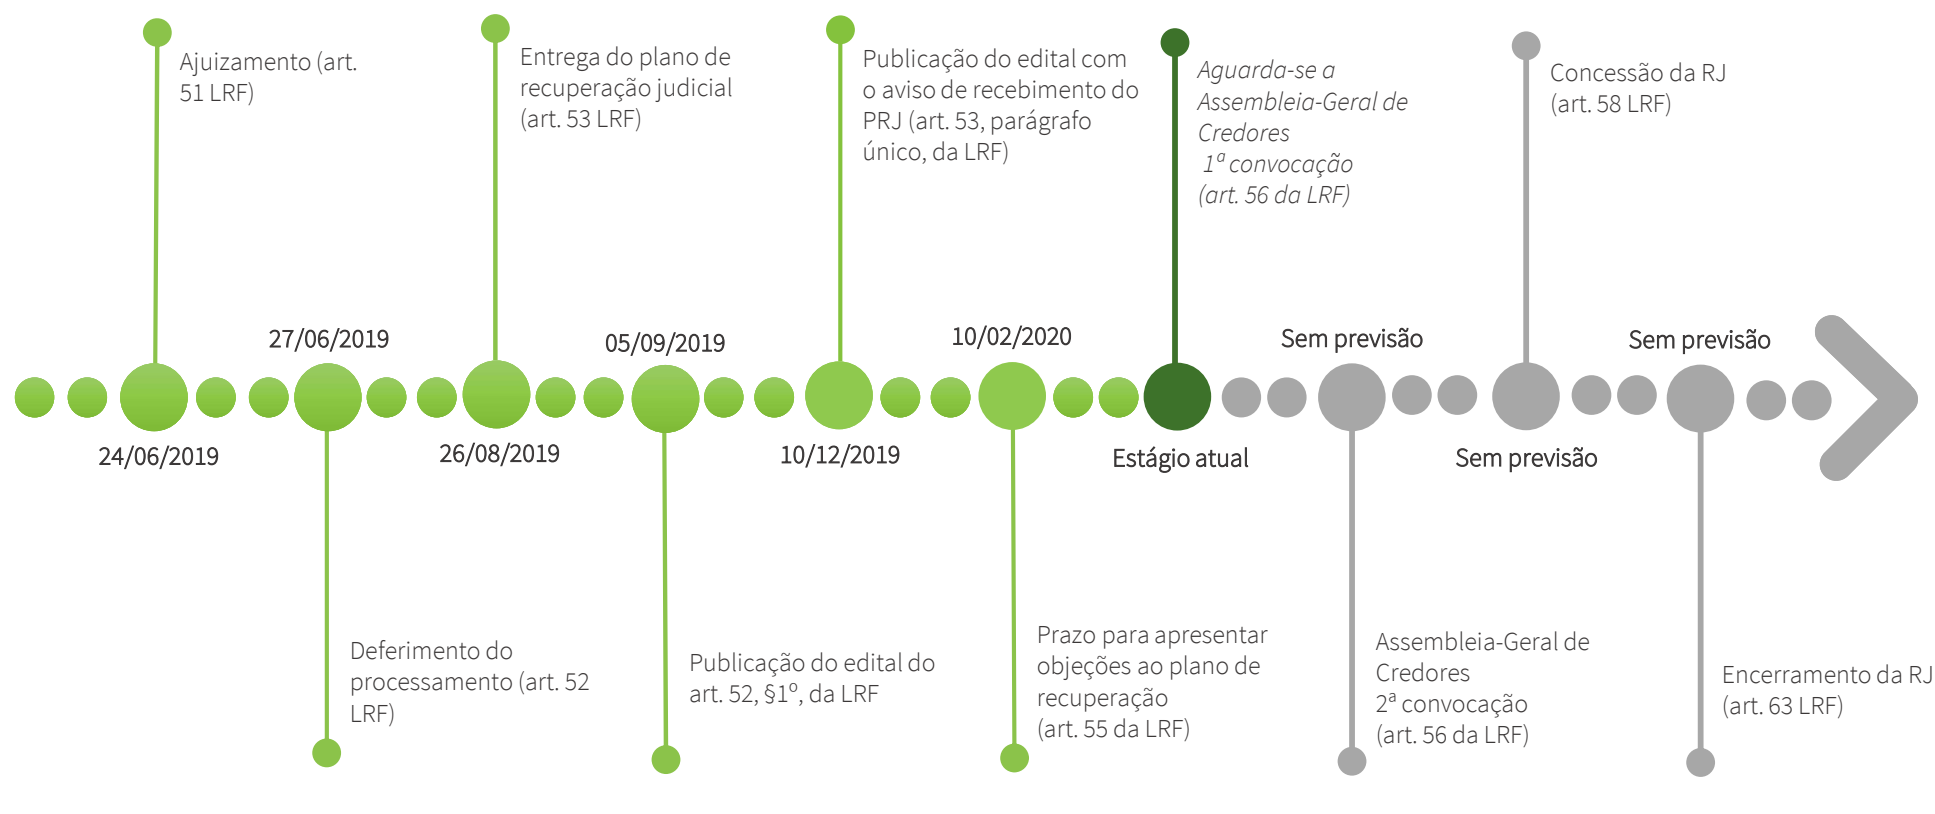 Ajuizamento (art.
51 LRF)
24/06/2019
27/06/2019
Deferimento do
processamento (art. 52
LRF)
Entrega do plano de
recuperação judicial
(art. 53 LRF)
26/08/2019
05/09/2019
Publicação do edital do
art. 52, §1º, da LRF
Publicação do edital com
o aviso de recebimento do
PRJ (art. 53, parágrafo
único, da LRF)
10/12/2019
10/02/2020
Prazo para apresentar
objeções ao plano de
recuperação
(art. 55 da LRF)
Aguarda-se a
Assembleia-Geral de
Credores
1ª convocação
(art. 56 da LRF)
Estágio atual
Sem previsão
Assembleia-Geral de
Credores
2ª convocação
(art. 56 da LRF)
Concessão da RJ
(art. 58 LRF)
Sem previsão
Sem previsão
Encerramento da RJ
(art. 63 LRF)